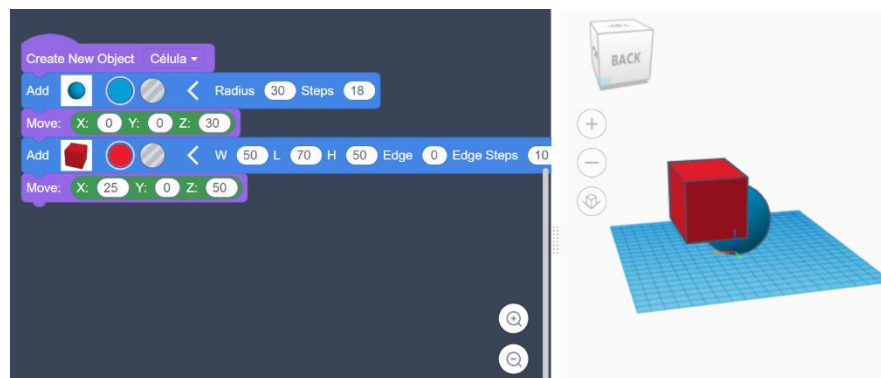 Create New Object Célula
Add Radius 30 Steps 18
Move: X: 0 Y: 0 Z: 30
Add W 50 L 70 H 50 Edge 0 Edge Steps 10
Move: X: 25 Y: 0 Z: 50
BACK